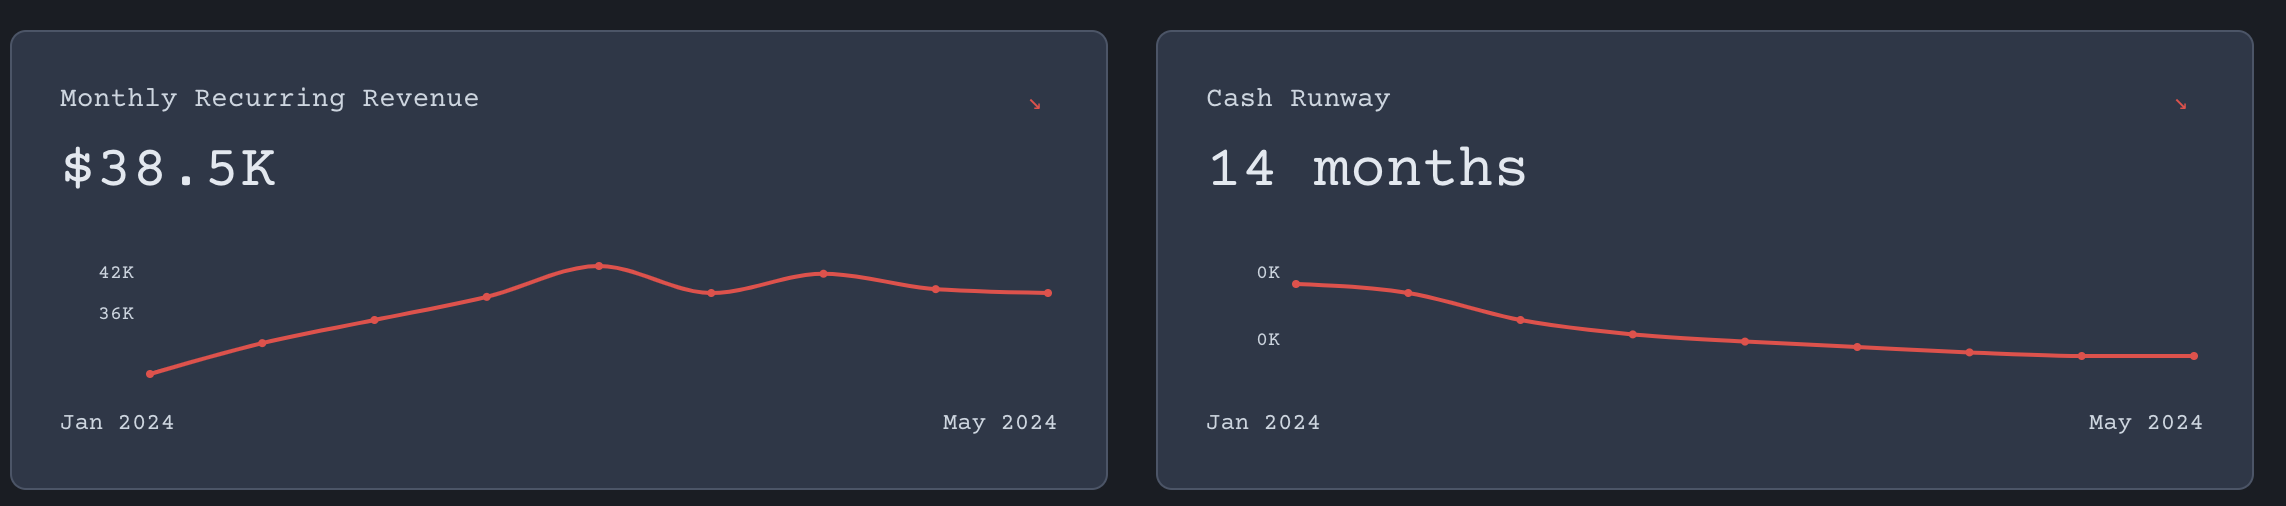 Monthly Recurring Revenue ↘
$38.5K
42K
36K
Jan 2024 May 2024
Cash Runway ↘
14 months
0K
0K
Jan 2024 May 2024